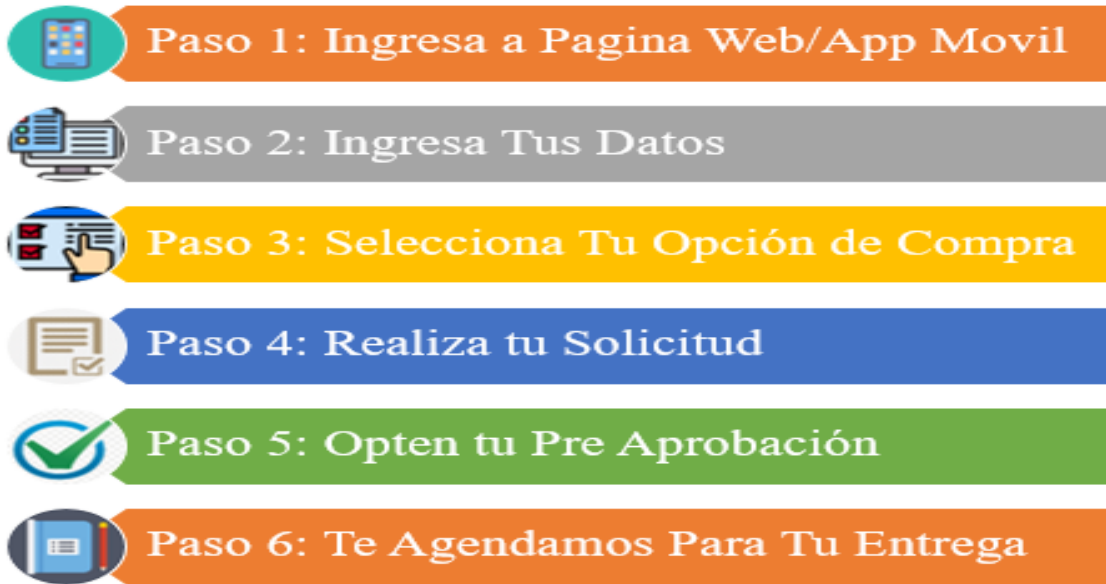 Paso 1: Ingresa a Pagina Web/App Movil
Paso 2: Ingresa Tus Datos
Paso 3: Selecciona Tu Opción de Compra
Paso 4: Realiza tu Solicitud
Paso 5: Opten tu Pre Aprobación
Paso 6: Te Agendamos Para Tu Entrega